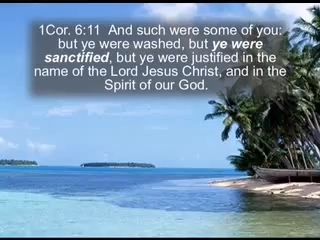 1Cor. 6:11  And such were some of you:
but ye were washed, but ye were
sanctified, but ye were justified in the
name of the Lord Jesus Christ, and in the
Spirit of our God.